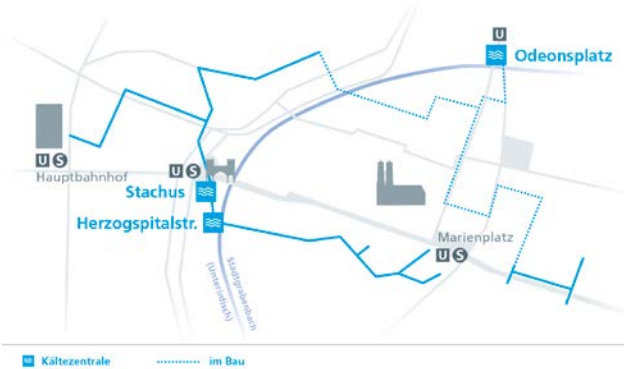 U
Odeonsplatz
U S
Hauptbahnhof
U S
Stachus
Herzogspitalstr.
Marienplatz
U S
Stadtgrabenbach
(Unterirdisch)
Kältezentrale
im Bau